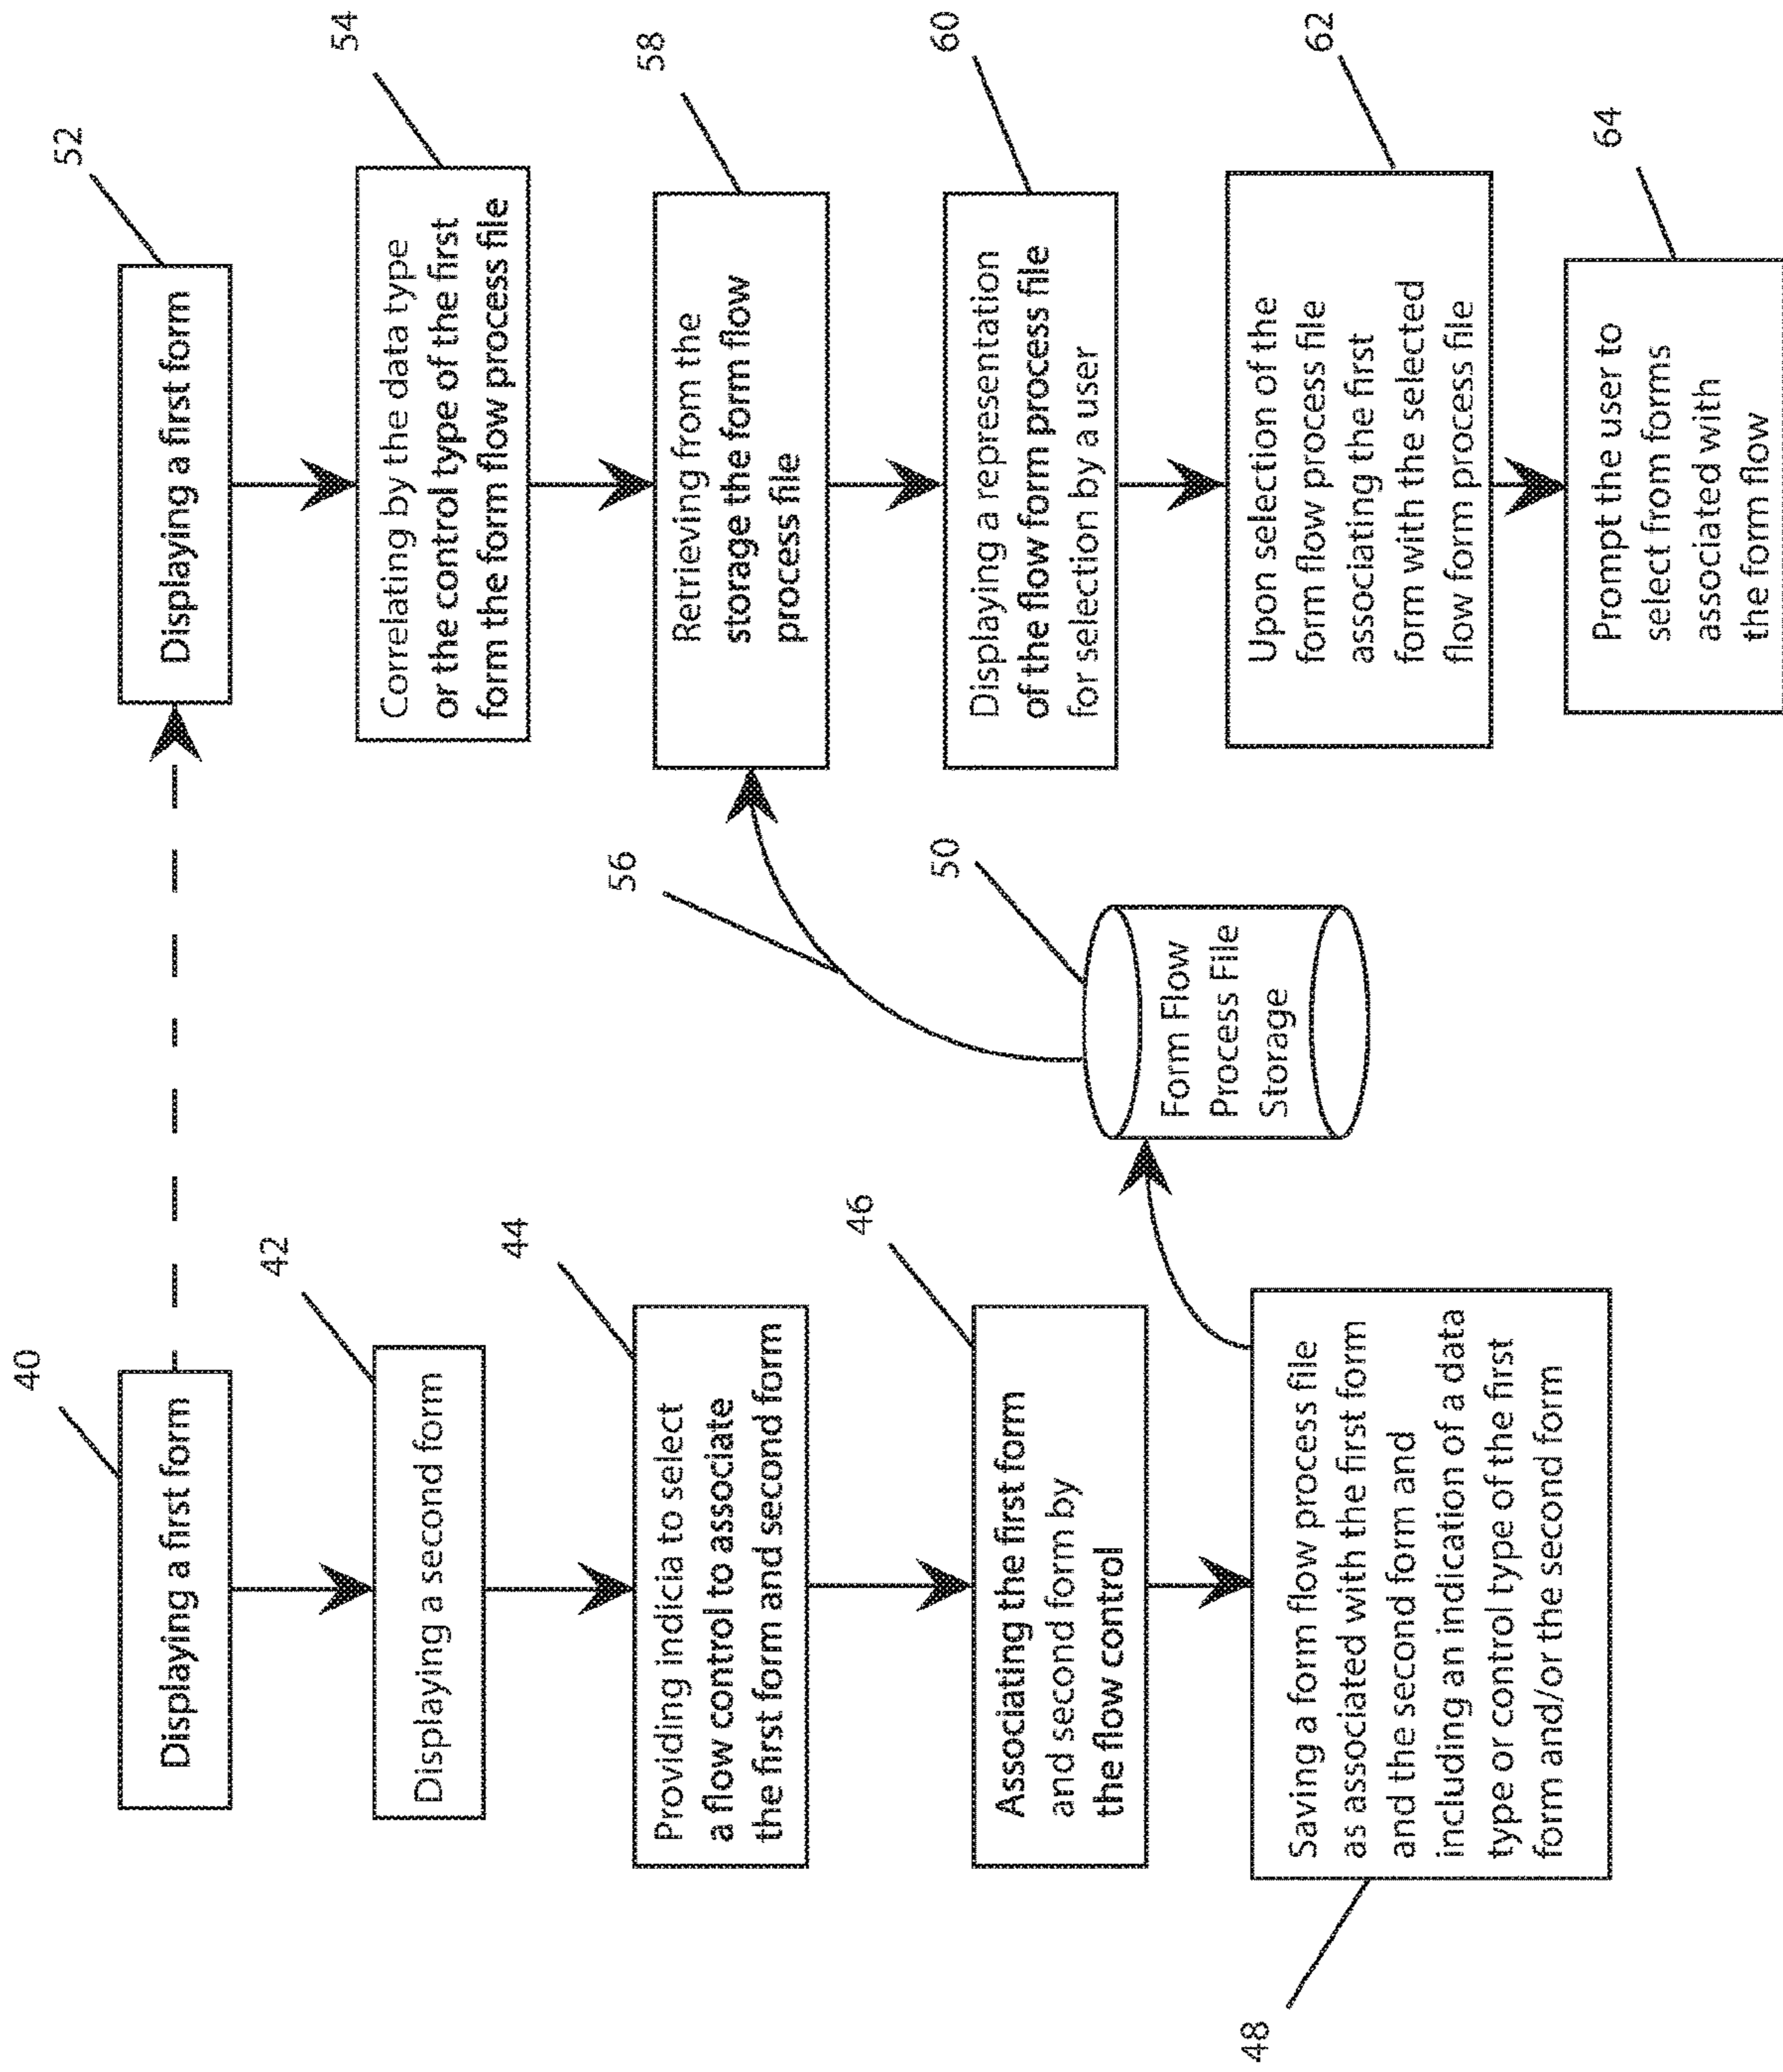 40
Displaying a first form
42
Displaying a second form
44
Providing indicia to select
a flow control to associate
the first form and second form
46
Associating the first form
and second form by
the flow control
48
Saving a form flow process file
as associated with the first form
and the second form and
including an indication of a data
type or control type of the first
form and/or the second form
50
Form Flow
Process File
Storage
56
52
Displaying a first form
54
Correlating by the data type
or the control type of the first
form the form flow process file
58
Retrieving from the
storage the form flow
process file
60
Displaying a representation
of the flow form process file
for selection by a user
62
Upon selection of the
form flow process file
associating the first
form with the selected
flow form process file
64
Prompt the user to
select from forms
associated with
the form flow